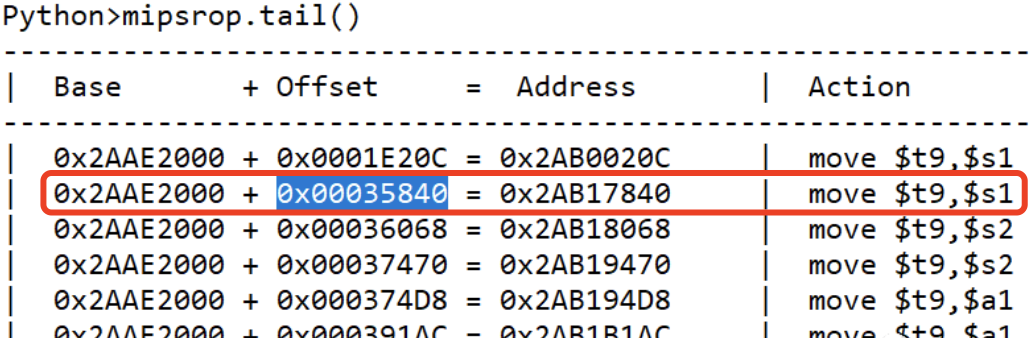 Python>mipsrop.tail()
----------------------------------------------------------------
| Base + Offset = Address | Action
----------------------------------------------------------------
| 0x2AAE2000 + 0x0001E20C = 0x2AB0020C | move $t9,$s1
| 0x2AAE2000 + 0x00035840 = 0x2AB17840 | move $t9,$s1
| 0x2AAE2000 + 0x00036068 = 0x2AB18068 | move $t9,$s2
| 0x2AAE2000 + 0x00037470 = 0x2AB19470 | move $t9,$s2
| 0x2AAE2000 + 0x000374D8 = 0x2AB194D8 | move $t9,$a1
| 0x2AAE2000 + 0x000391AC = 0x2AB1B1AC | move $t9,$a1